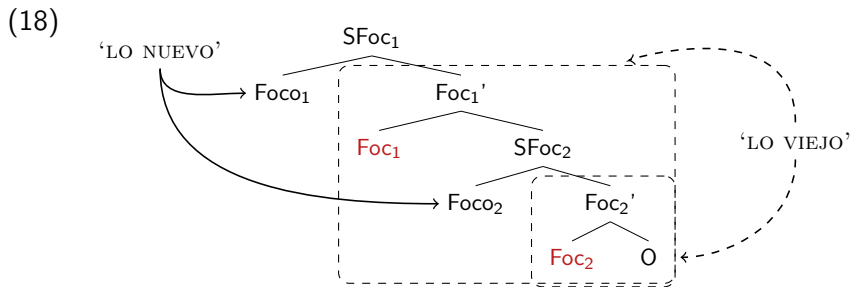 (18)
‘LO NUEVO’ SFoc₁
Foco₁ Foc₁'
Foc₁ SFoc₂ ‘LO VIEJO’
Foco₂ Foc₂'
Foc₂ O